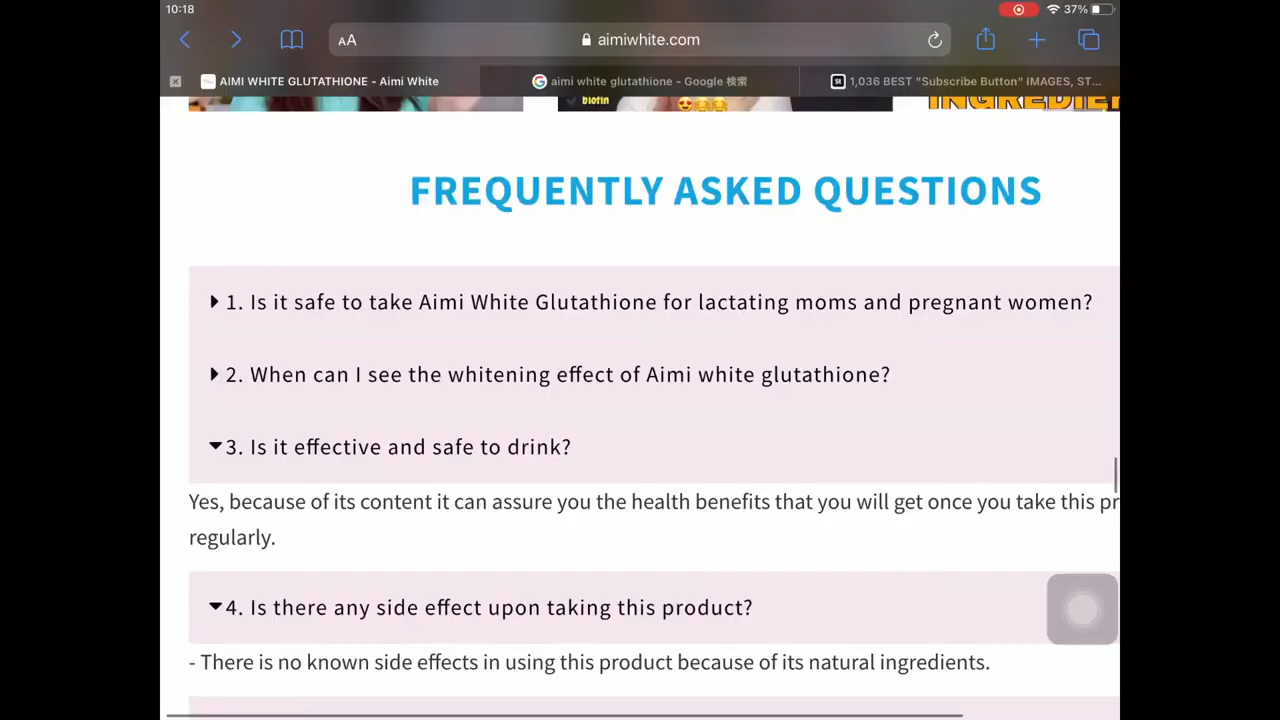 10:18
37%
AA
aimiwhite.com
AIMI WHITE GLUTATHIONE - Aimi White
aimi white glutathione - Google 検索
St
1,036 BEST "Subscribe Button" IMAGES, ST...
biofin
INGREDIEN
FREQUENTLY ASKED QUESTIONS
1. Is it safe to take Aimi White Glutathione for lactating moms and pregnant women?
2. When can I see the whitening effect of Aimi white glutathione?
3. Is it effective and safe to drink?
Yes, because of its content it can assure you the health benefits that you will get once you take this pr
regularly.
4. Is there any side effect upon taking this product?
- There is no known side effects in using this product because of its natural ingredients.